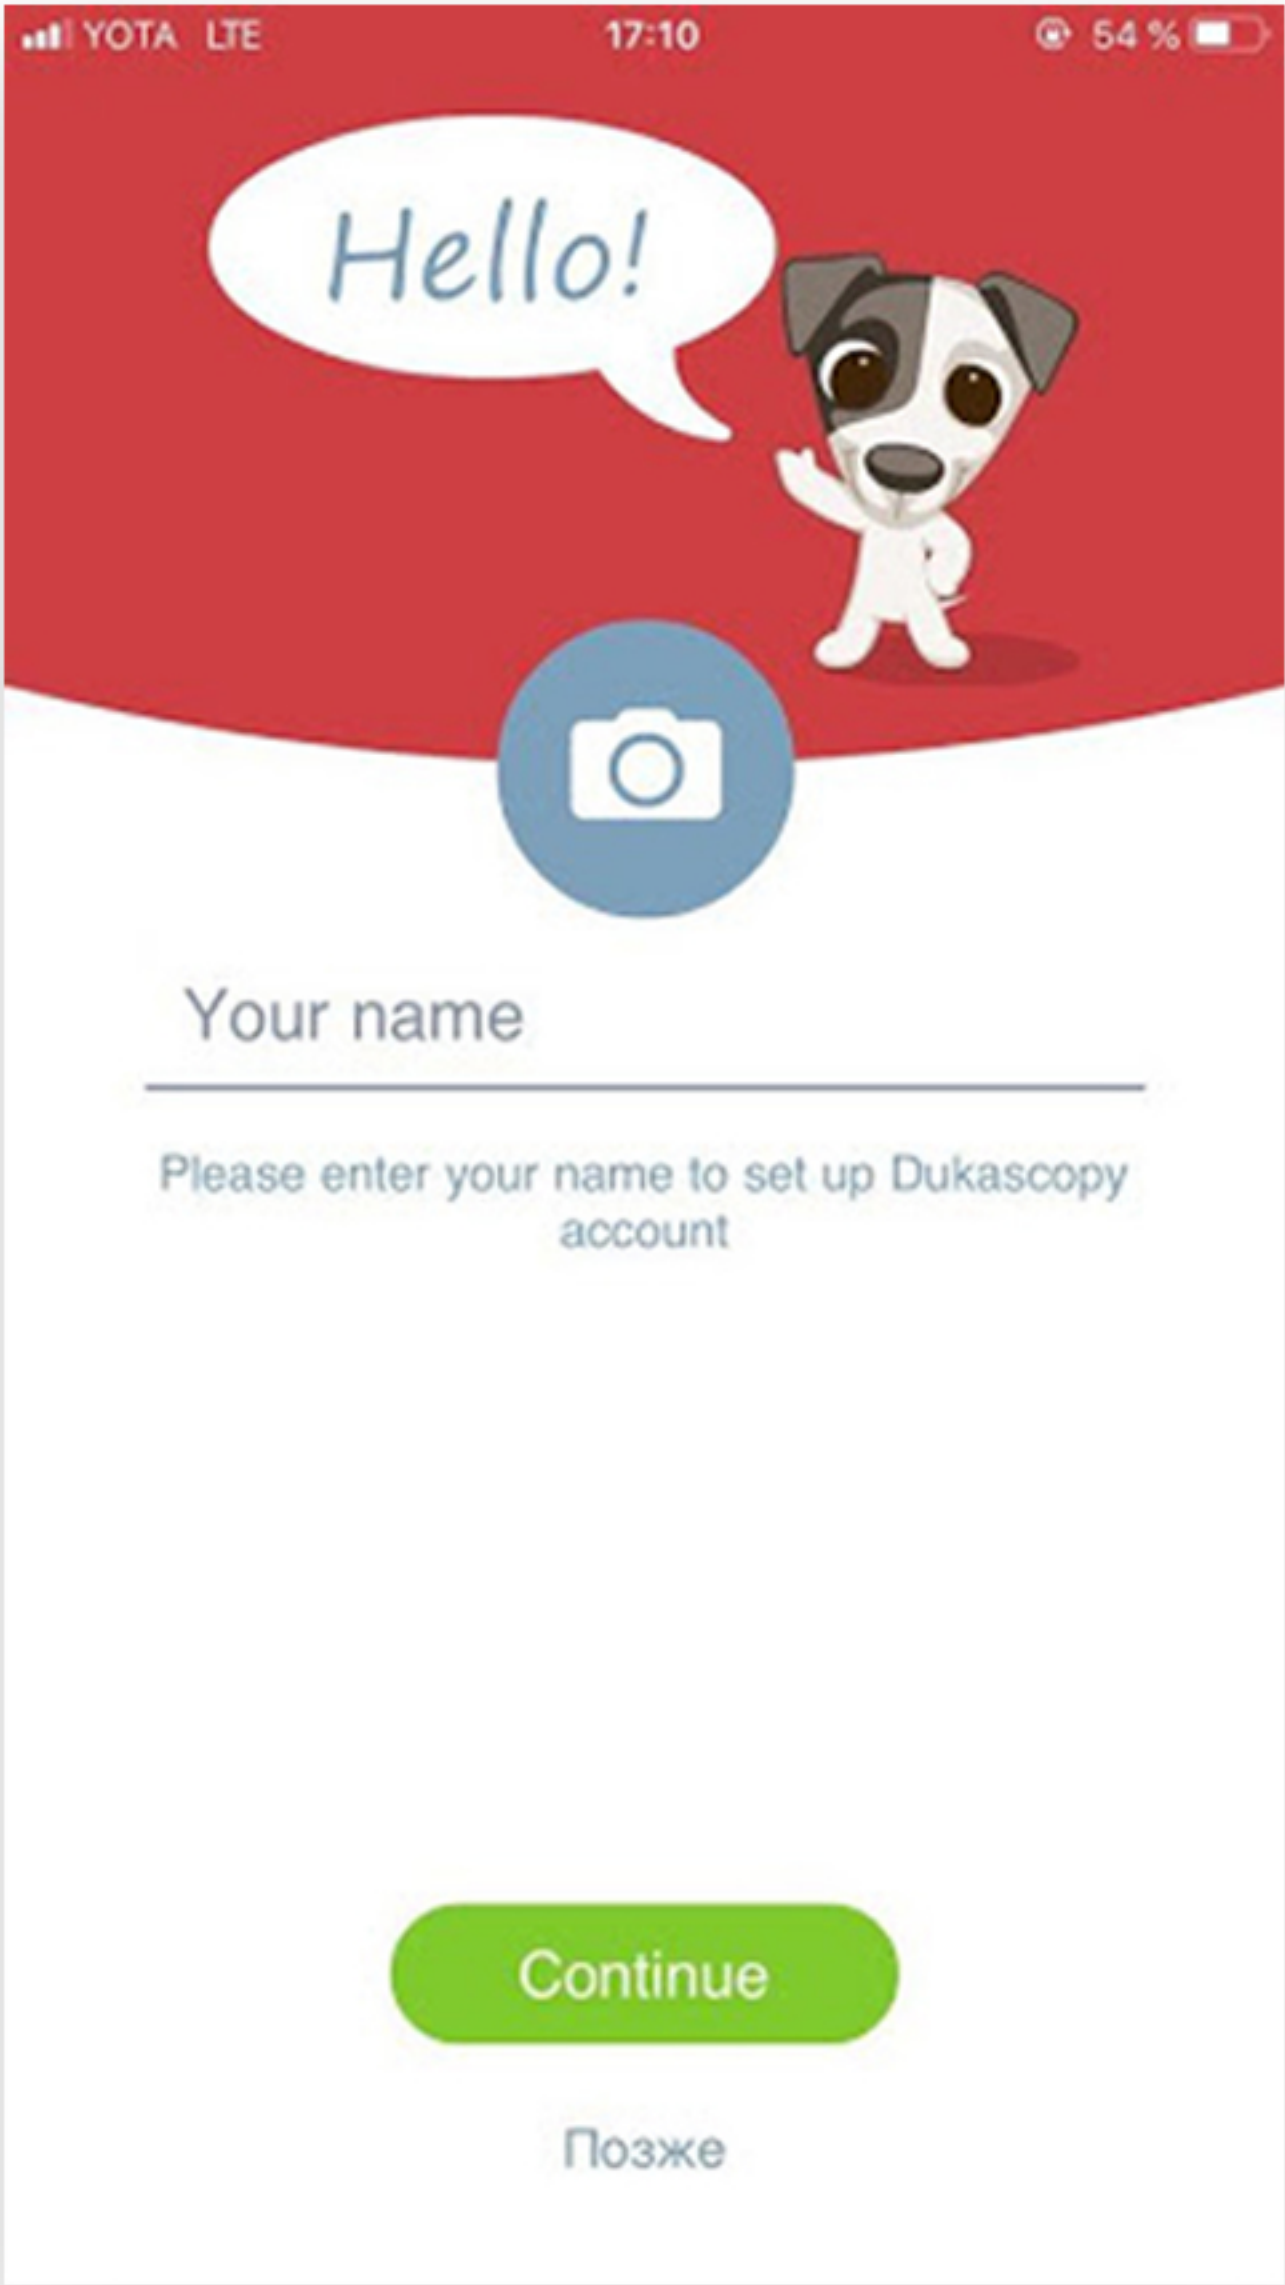 YOTA LTE 17:10 54 %
Hello!
Your name
Please enter your name to set up Dukascopy
account
Continue
Позже